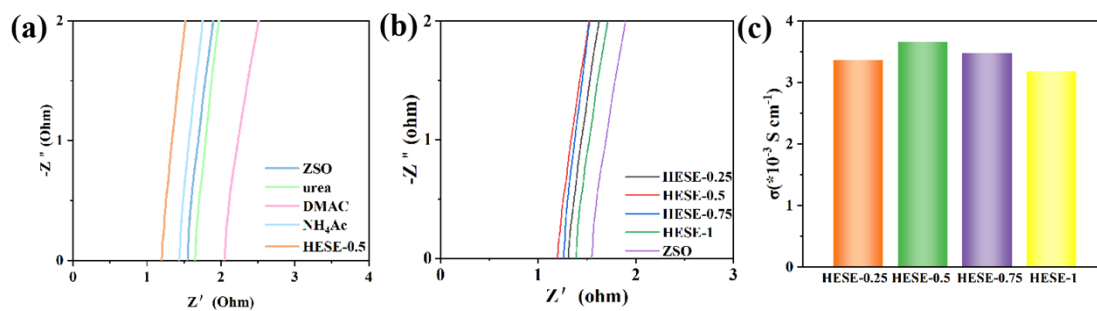 (a)
2
1
0
0
1
2
3
4
-Z'' (Ohm)
Z' (Ohm)
ZSO
urea
DMAC
NH₄Ac
HESE-0.5
(b)
2
1
0
0
1
2
3
-Z'' (ohm)
Z' (ohm)
HESE-0.25
HESE-0.5
HESE-0.75
HESE-1
ZSO
(c)
4
3
2
1
0
σ(*10⁻³ S cm⁻¹)
HESE-0.25
HESE-0.5
HESE-0.75
HESE-1